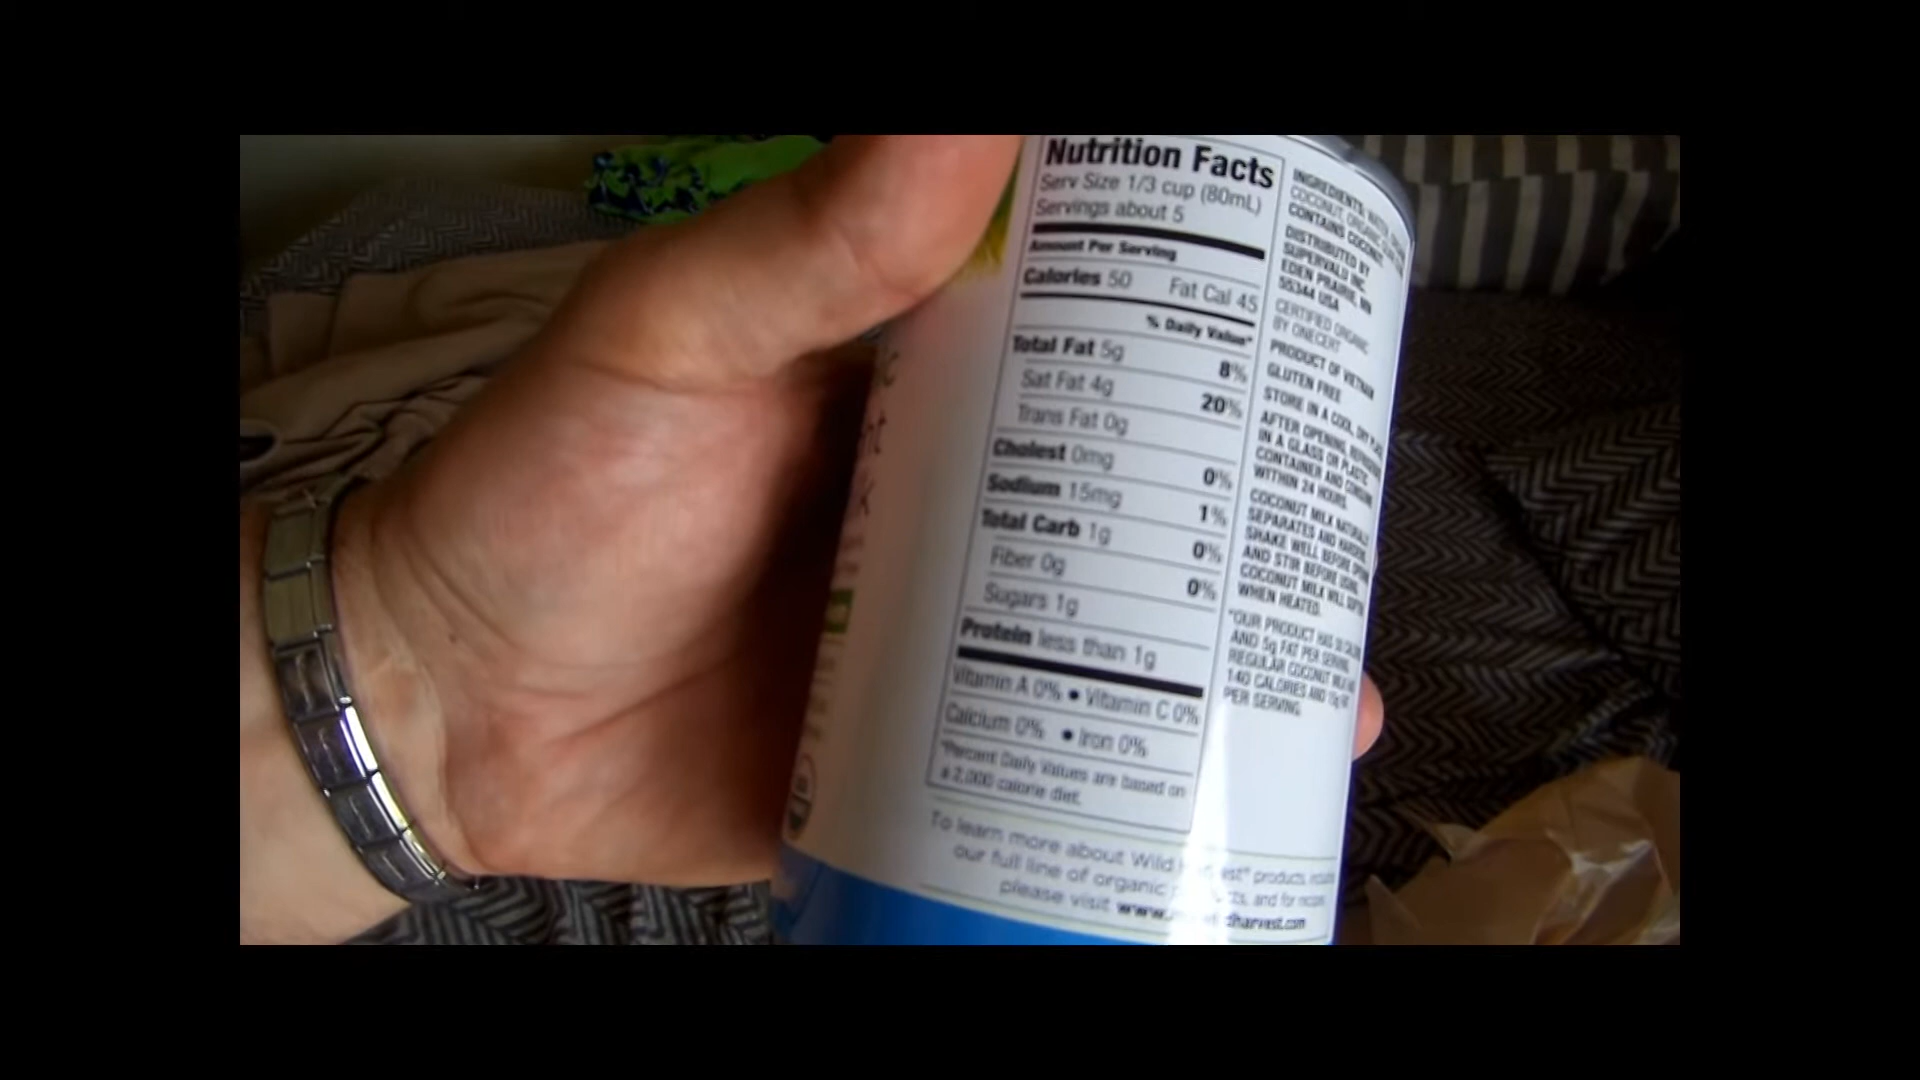 Nutrition Facts
Serv Size 1/3 cup (80mL)
Servings about 5
Amount Per Serving
Calories 50 Fat Cal 45
% Daily Value*
Total Fat 5g 8%
Sat Fat 4g 20%
Trans Fat 0g
Cholest 0mg 0%
Sodium 15mg 1%
Total Carb 1g 0%
Fiber 0g 0%
Sugars 1g
Protein less than 1g
Vitamin A 0% • Vitamin C 0%
Calcium 0% • Iron 0%
*Percent Daily Values are based on
a 2,000 calorie diet.
To learn more about Wild
our full line of organic
please visit
INGREDIENTS: WATER,
COCONUT, ORGANIC
CONTAINS COCONUT.
DISTRIBUTED BY
SUPERVALU INC.
EDEN PRAIRIE, MN
55344 USA
CERTIFIED ORGANIC
BY ONECERT
PRODUCT OF VIETNAM
GLUTEN FREE
STORE IN A COOL, DRY
AFTER OPENING,
IN A GLASS OR PLASTIC
CONTAINER AND
WITHIN 24 HOURS.
COCONUT MILK NATURALLY
SEPARATES AND HARDENS.
SHAKE WELL BEFORE
AND STIR BEFORE USING.
COCONUT MILK WILL
WHEN HEATED.
*OUR PRODUCT HAS
AND 5g FAT PER SERVING.
REGULAR COCONUT MILK
140 CALORIES AND
PER SERVING.